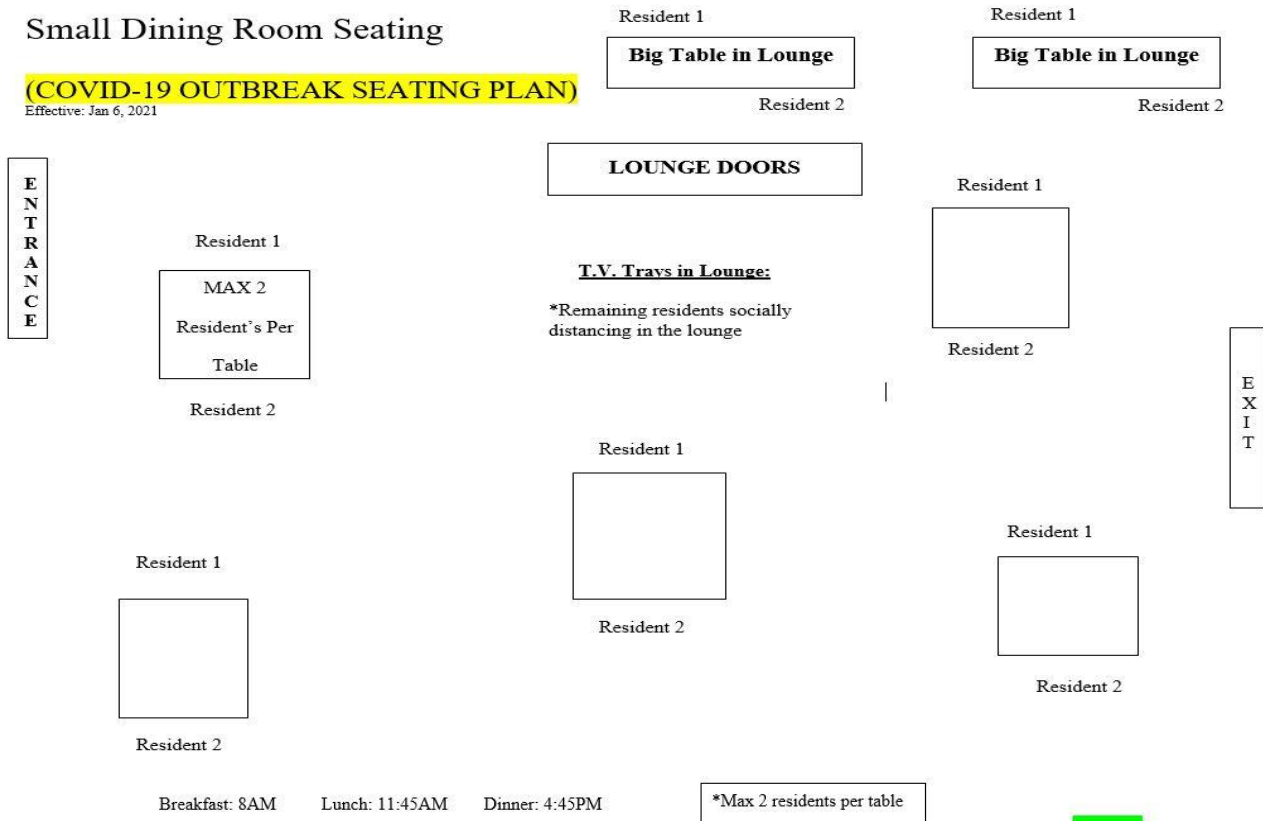 Small Dining Room Seating
(COVID-19 OUTBREAK SEATING PLAN)
Effective: Jan 6, 2021
Resident 1
Big Table in Lounge
Resident 2
Resident 1
Big Table in Lounge
Resident 2
ENTRANCE
LOUNGE DOORS
Resident 1
MAX 2
Resident's Per
Table
Resident 2
T.V. Trays in Lounge:
*Remaining residents socially
distancing in the lounge
Resident 1
Resident 2
EXIT
Resident 1
Resident 2
Resident 1
Resident 2
Resident 1
Resident 2
Breakfast: 8AM Lunch: 11:45AM Dinner: 4:45PM
*Max 2 residents per table